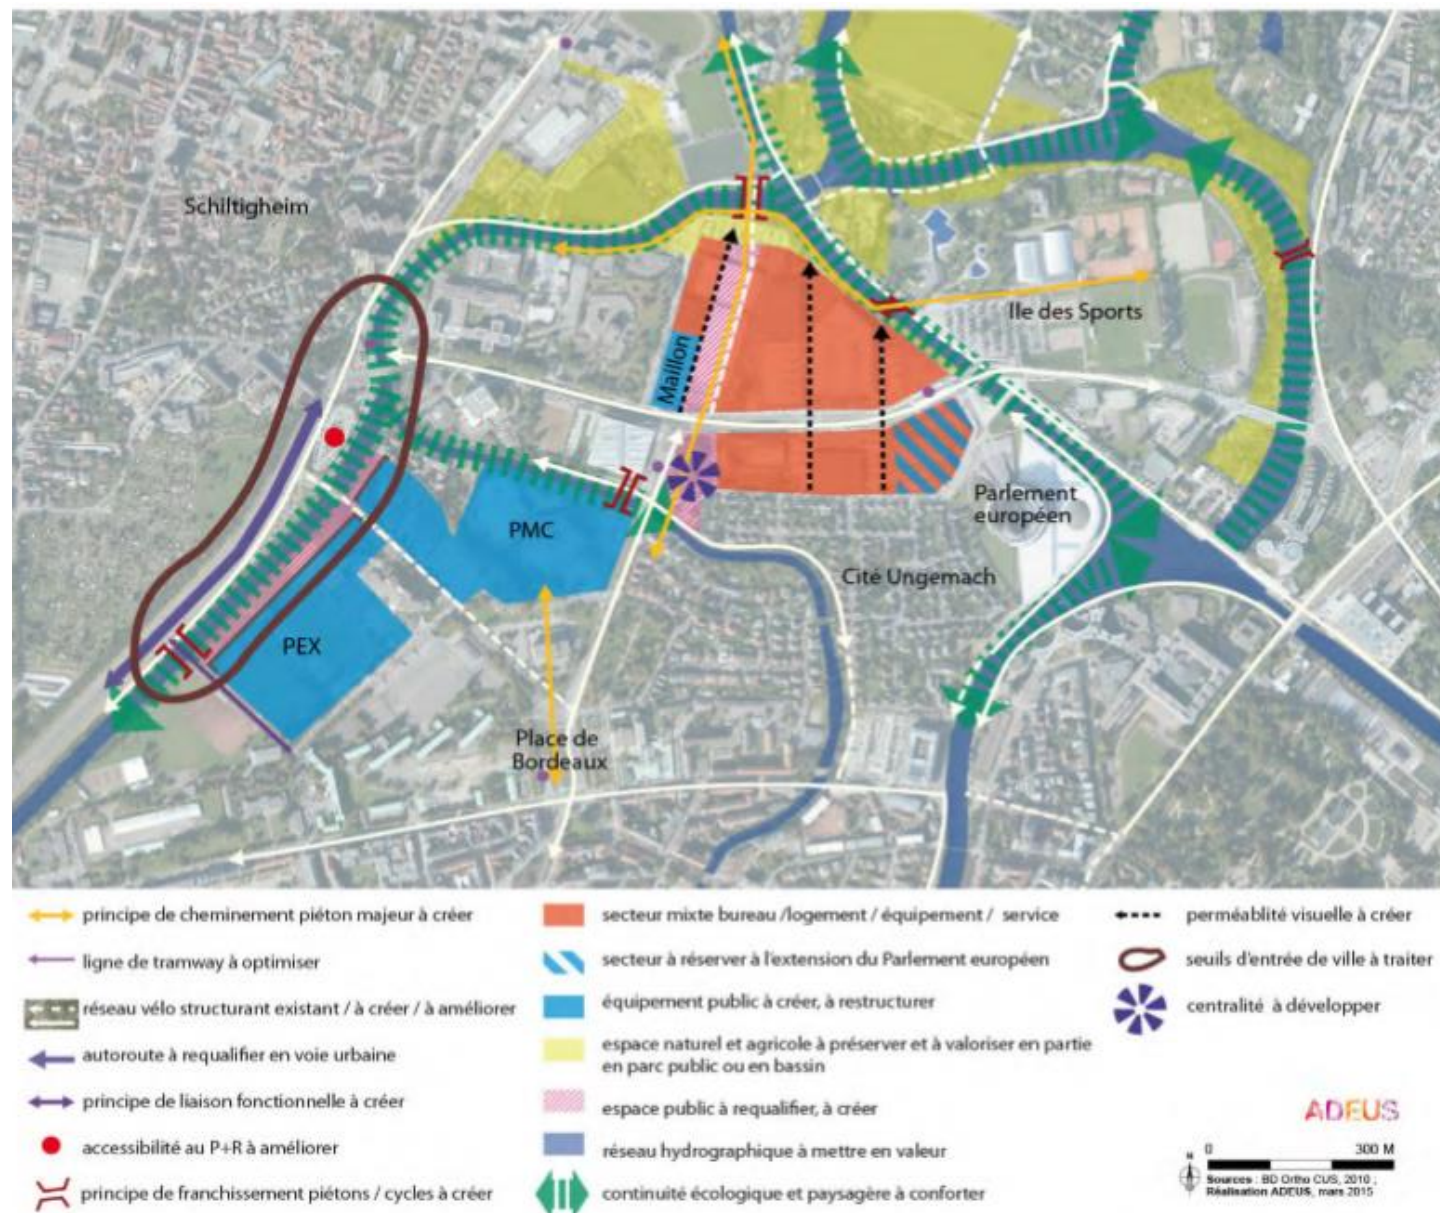 Schiltigheim
Maillon
Ile des Sports
PMC
Parlement
européen
Cité Ungemach
PEX
Place de
Bordeaux
principe de cheminement piéton majeur à créer
ligne de tramway à optimiser
réseau vélo structurant existant / à créer / à améliorer
autoroute à requalifier en voie urbaine
principe de liaison fonctionnelle à créer
accessibilité au P+R à améliorer
principe de franchissement piétons / cycles à créer
secteur mixte bureau /logement / équipement / service
secteur à réserver à l'extension du Parlement européen
équipement public à créer, à restructurer
espace naturel et agricole à préserver et à valoriser en partie
en parc public ou en bassin
espace public à requalifier, à créer
réseau hydrographique à mettre en valeur
continuité écologique et paysagère à conforter
perméablité visuelle à créer
seuils d'entrée de ville à traiter
centralité à développer
ADEUS
N
0 300 M
Sources : BD Ortho CUS, 2010 ;
Réalisation ADEUS, mars 2015